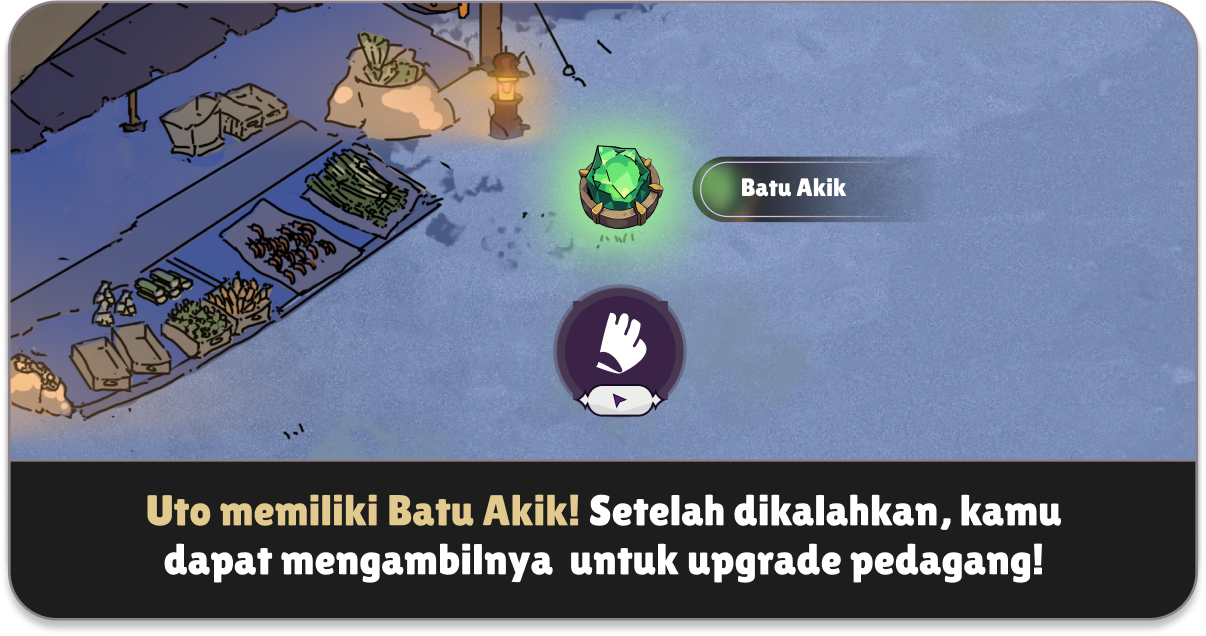 Batu Akik
Uto memiliki Batu Akik! Setelah dikalahkan, kamu
dapat mengambilnya untuk upgrade pedagang!